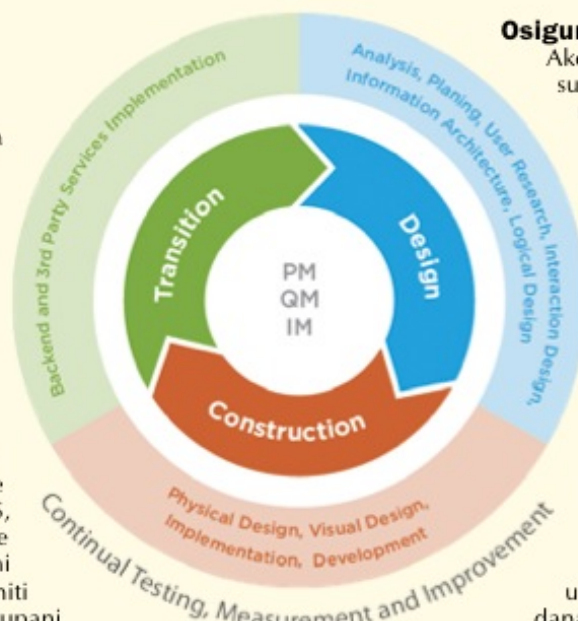 Osigur
Ak
su
Backend and 3rd Party Services Implementation
Analysis, Planing, User Research, Interaction Design,
Information Architecture, Logical Design
Transition
Design
PM
QM
IM
Construction
Physical Design, Visual Design,
Implementation, Development
Continual Testing, Measurement and Improvement